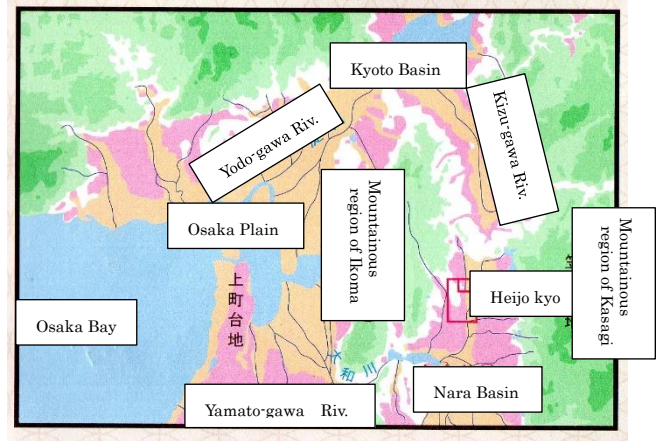 Kyoto Basin
Yodo-gawa Riv.
Kizu-gawa Riv.
Mountainous
region of Ikoma
Osaka Plain
Mountainous
region of Kasagi
上町台地
Heijo kyo
Osaka Bay
大和川
Nara Basin
Yamato-gawa Riv.